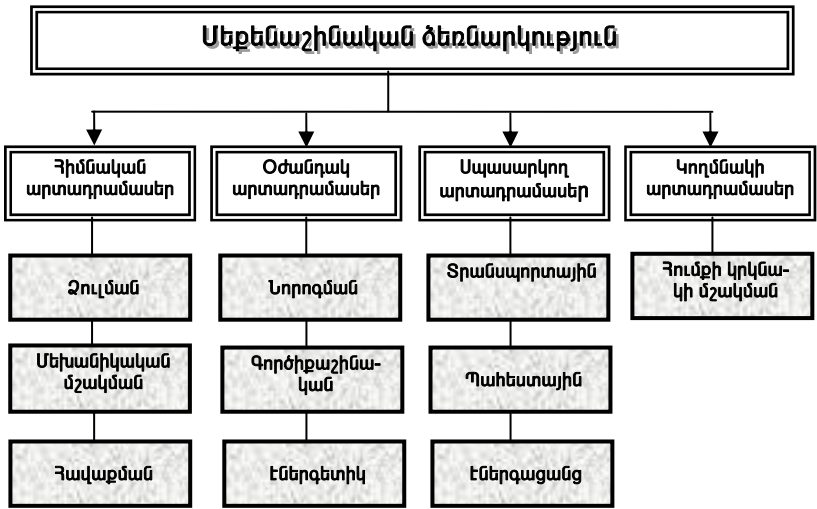 Մեքենաշինական ձեռնարկություն
Հիմնական
արտադրամասեր
Օժանդակ
արտադրամասեր
Սպասարկող
արտադրամասեր
Կողմնակի
արտադրամասեր
Ձուլման
Նորոգման
Տրանսպորտային
Հումքի կրկնա-
կի մշակման
Մեխանիկական
մշակման
Գործիքաշինա-
կան
Պահեստային
Հավաքման
էներգետիկ
էներգացանց